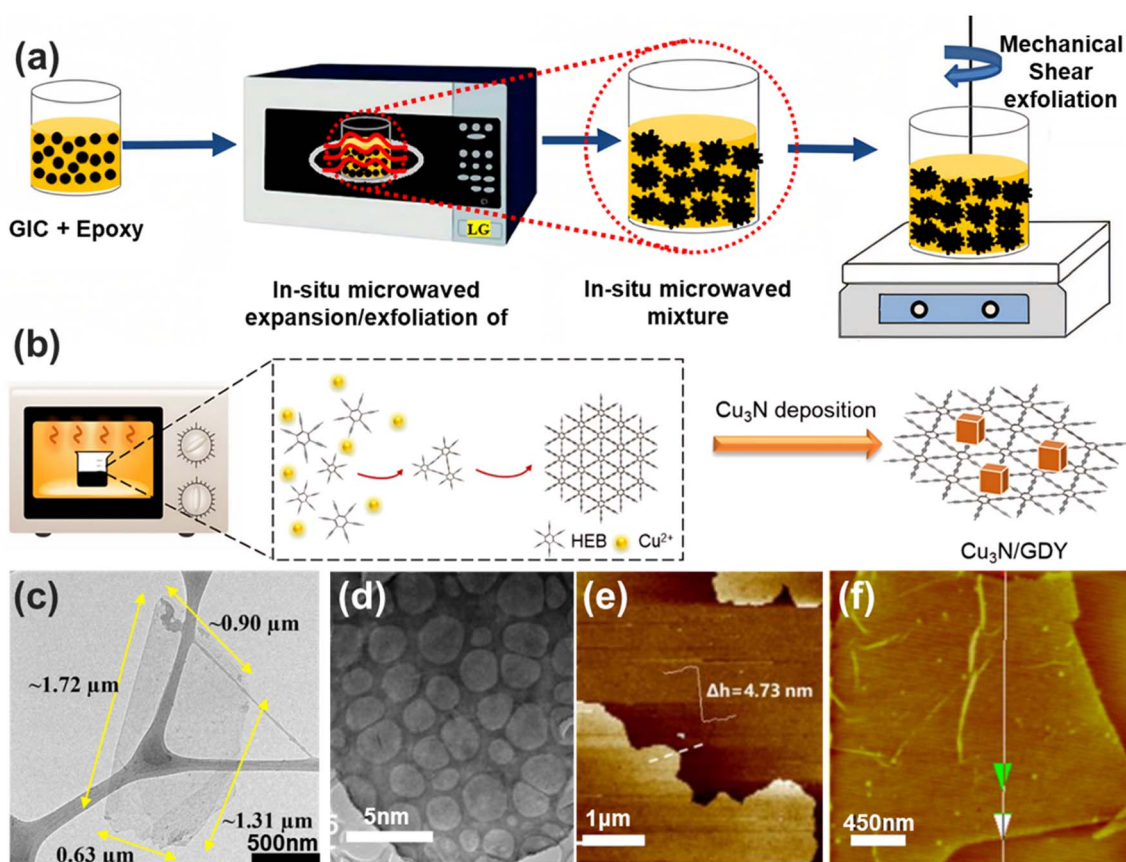 (a)
Mechanical
Shear
exfoliation
GIC + Epoxy
LG
In-situ microwaved
expansion/exfoliation of
In-situ microwaved
mixture
(b)
Cu₃N deposition
HEB
Cu²⁺
Cu₃N/GDY
(c)
~0.90 µm
~1.72 µm
~1.31 µm
0.63 µm
500nm
(d)
5nm
(e)
Δh=4.73 nm
1µm
(f)
450nm